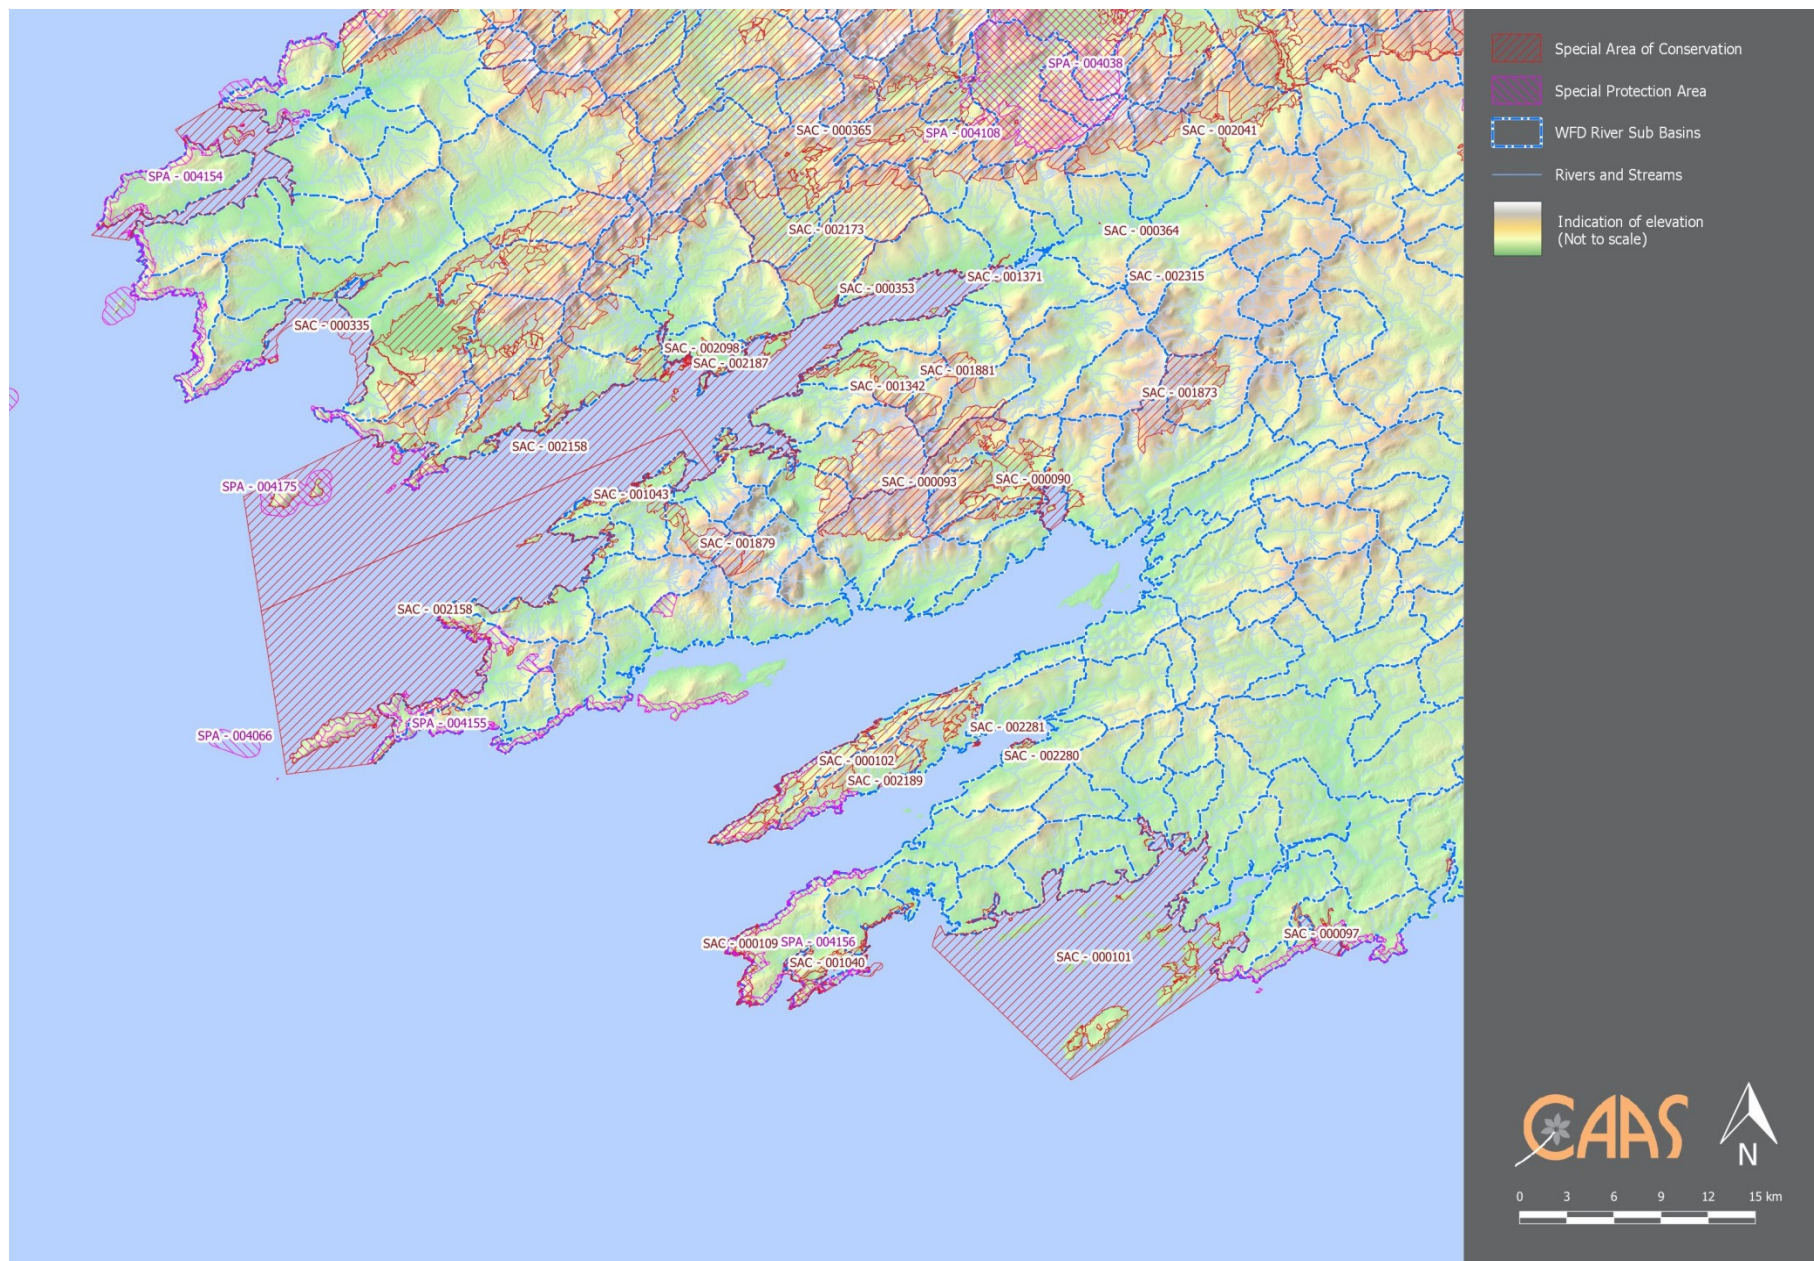 SPA - 004038
SAC - 000365
SPA - 004108
SAC - 002041
SPA - 004154
SAC - 002173
SAC - 000364
SAC - 001371
SAC - 002315
SAC - 000353
SAC - 000335
SAC - 002098
SAC - 002187
SAC - 001881
SAC - 001342
SAC - 001873
SAC - 002158
SPA - 004175
SAC - 000093
SAC - 000090
SAC - 001043
SAC - 001879
SAC - 002158
SPA - 004155
SPA - 004066
SAC - 002281
SAC - 000102
SAC - 002280
SAC - 002189
SAC - 000109
SPA - 004156
SAC - 001040
SAC - 000101
SAC - 000097
Special Area of Conservation
Special Protection Area
WFD River Sub Basins
Rivers and Streams
Indication of elevation
(Not to scale)
CAAS
N
0 3 6 9 12 15 km